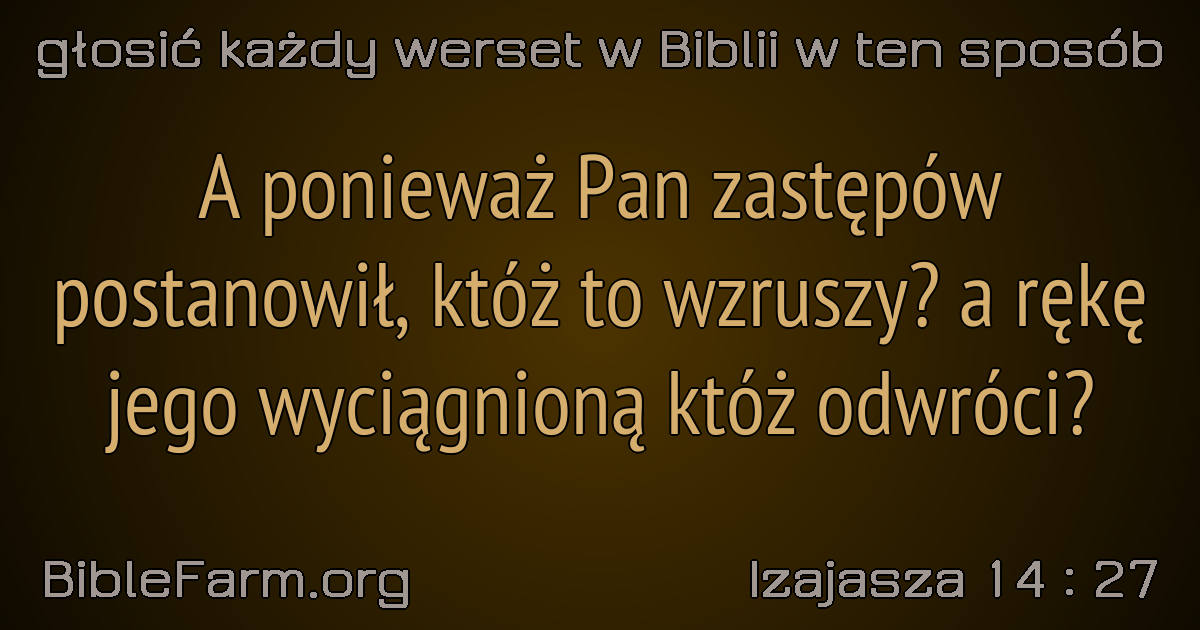 głosić każdy werset w Biblii w ten sposób
A ponieważ Pan zastępów
postanowił, któż to wzruszy? a rękę
jego wyciągnioną któż odwróci?
BibleFarm.org
Izajasza 14 : 27